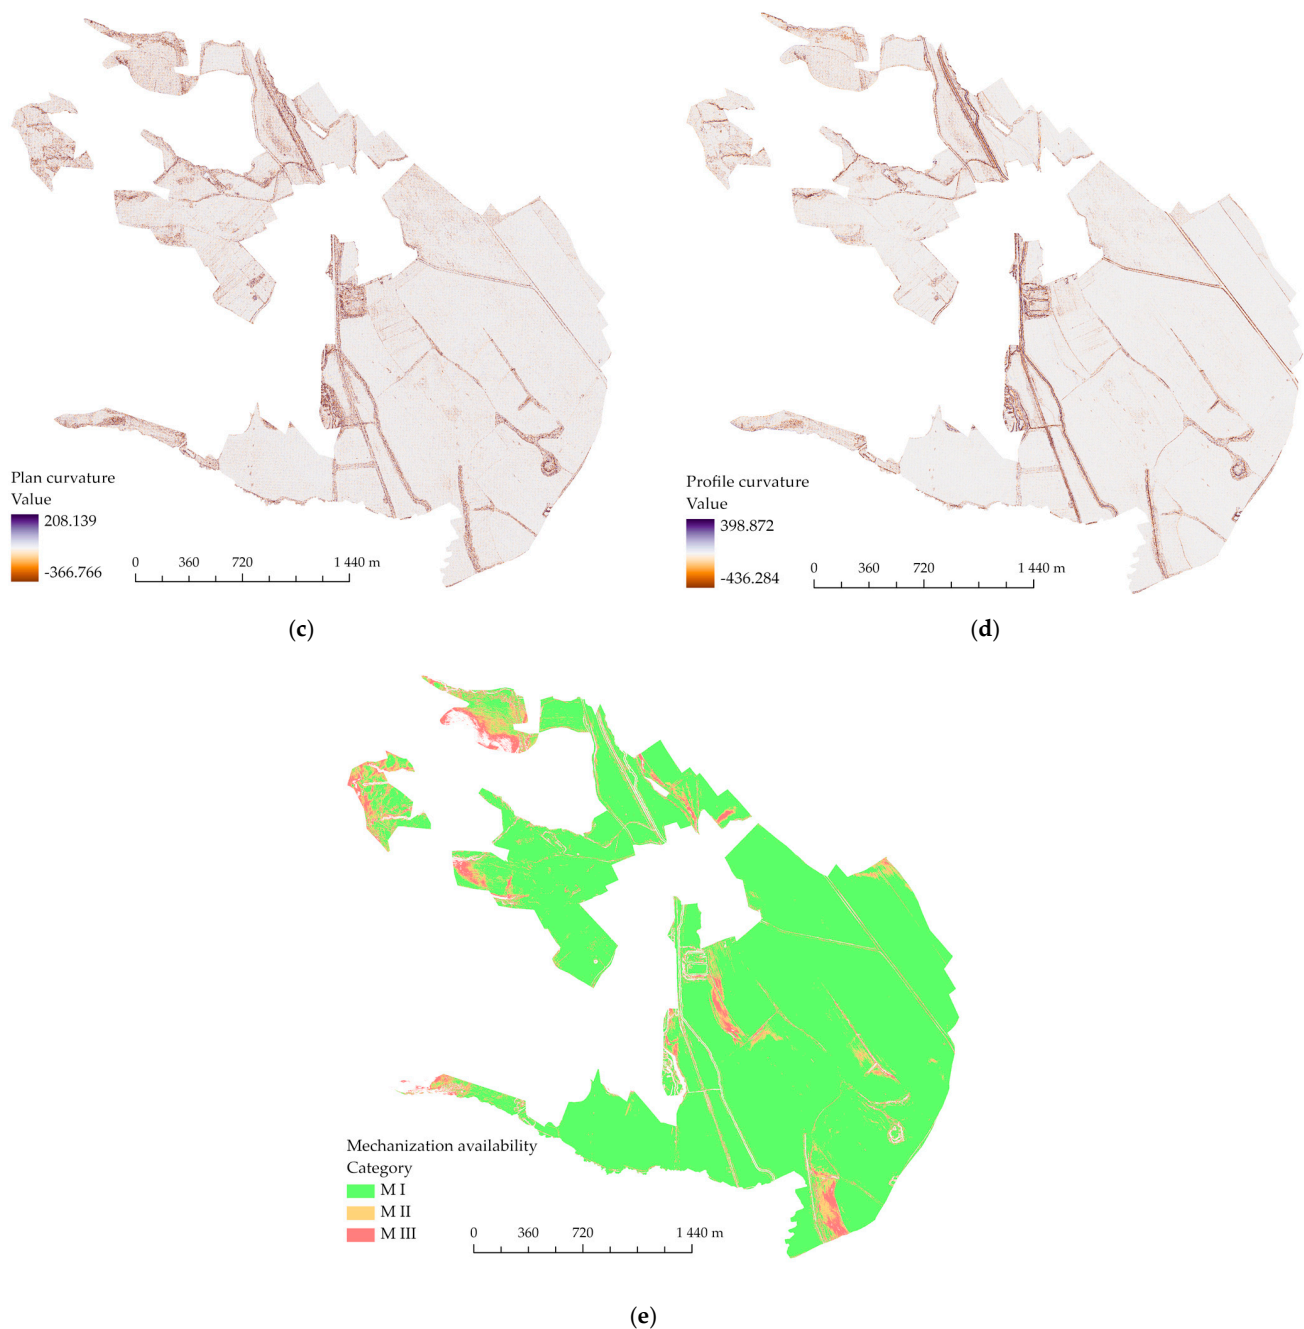 Plan curvature
Value
208.139
-366.766
0 360 720 1 440 m
(c)
Profile curvature
Value
398.872
-436.284
0 360 720 1 440 m
(d)
Mechanization availability
Category
M I
M II
M III
0 360 720 1 440 m
(e)